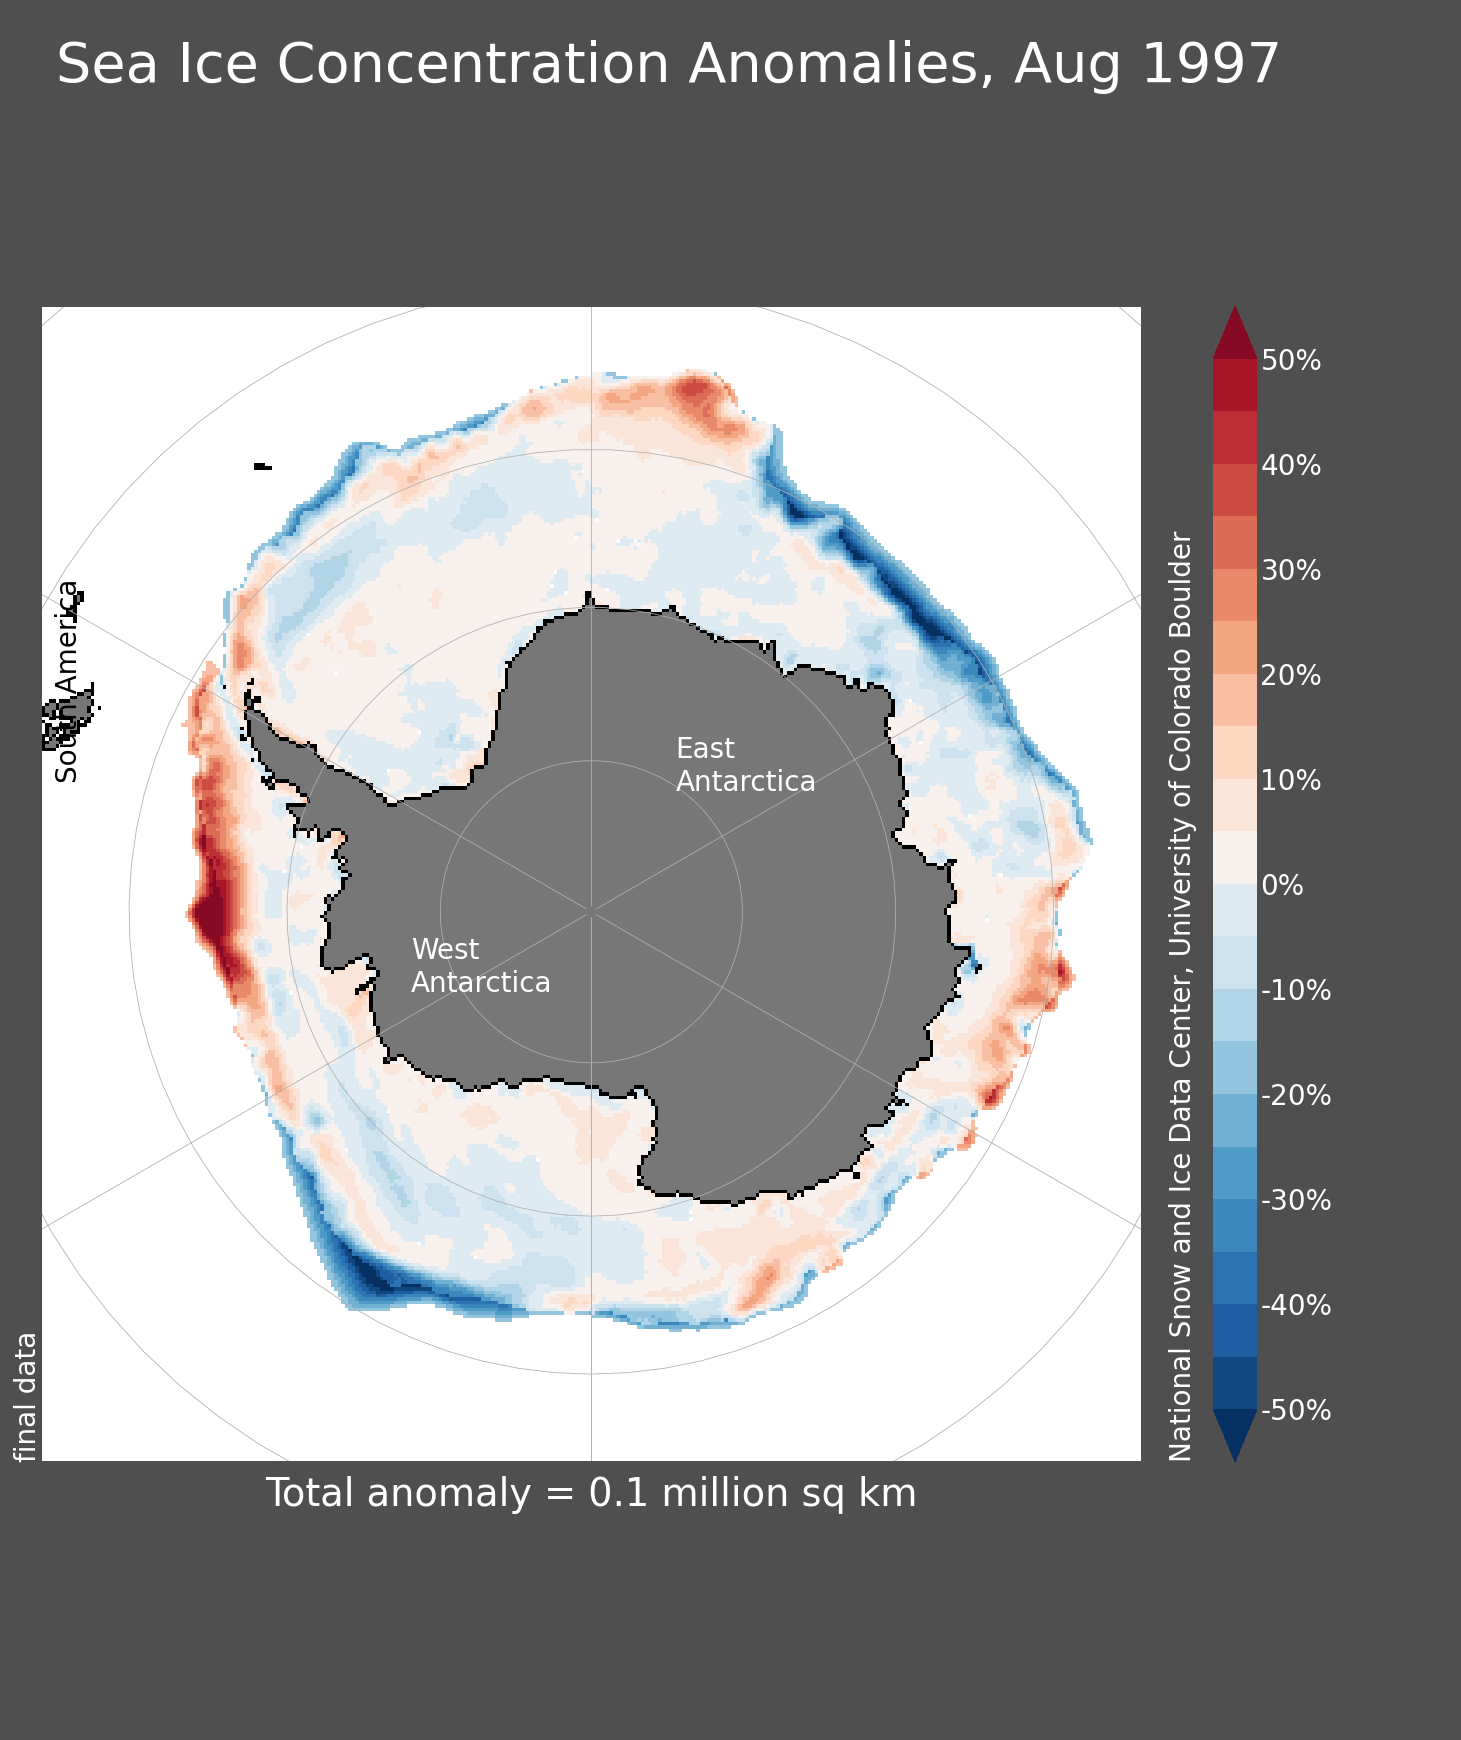 Sea Ice Concentration Anomalies, Aug 1997
South America
East
Antarctica
West
Antarctica
final data
National Snow and Ice Data Center, University of Colorado Boulder
50%
40%
30%
20%
10%
0%
-10%
-20%
-30%
-40%
-50%
Total anomaly = 0.1 million sq km